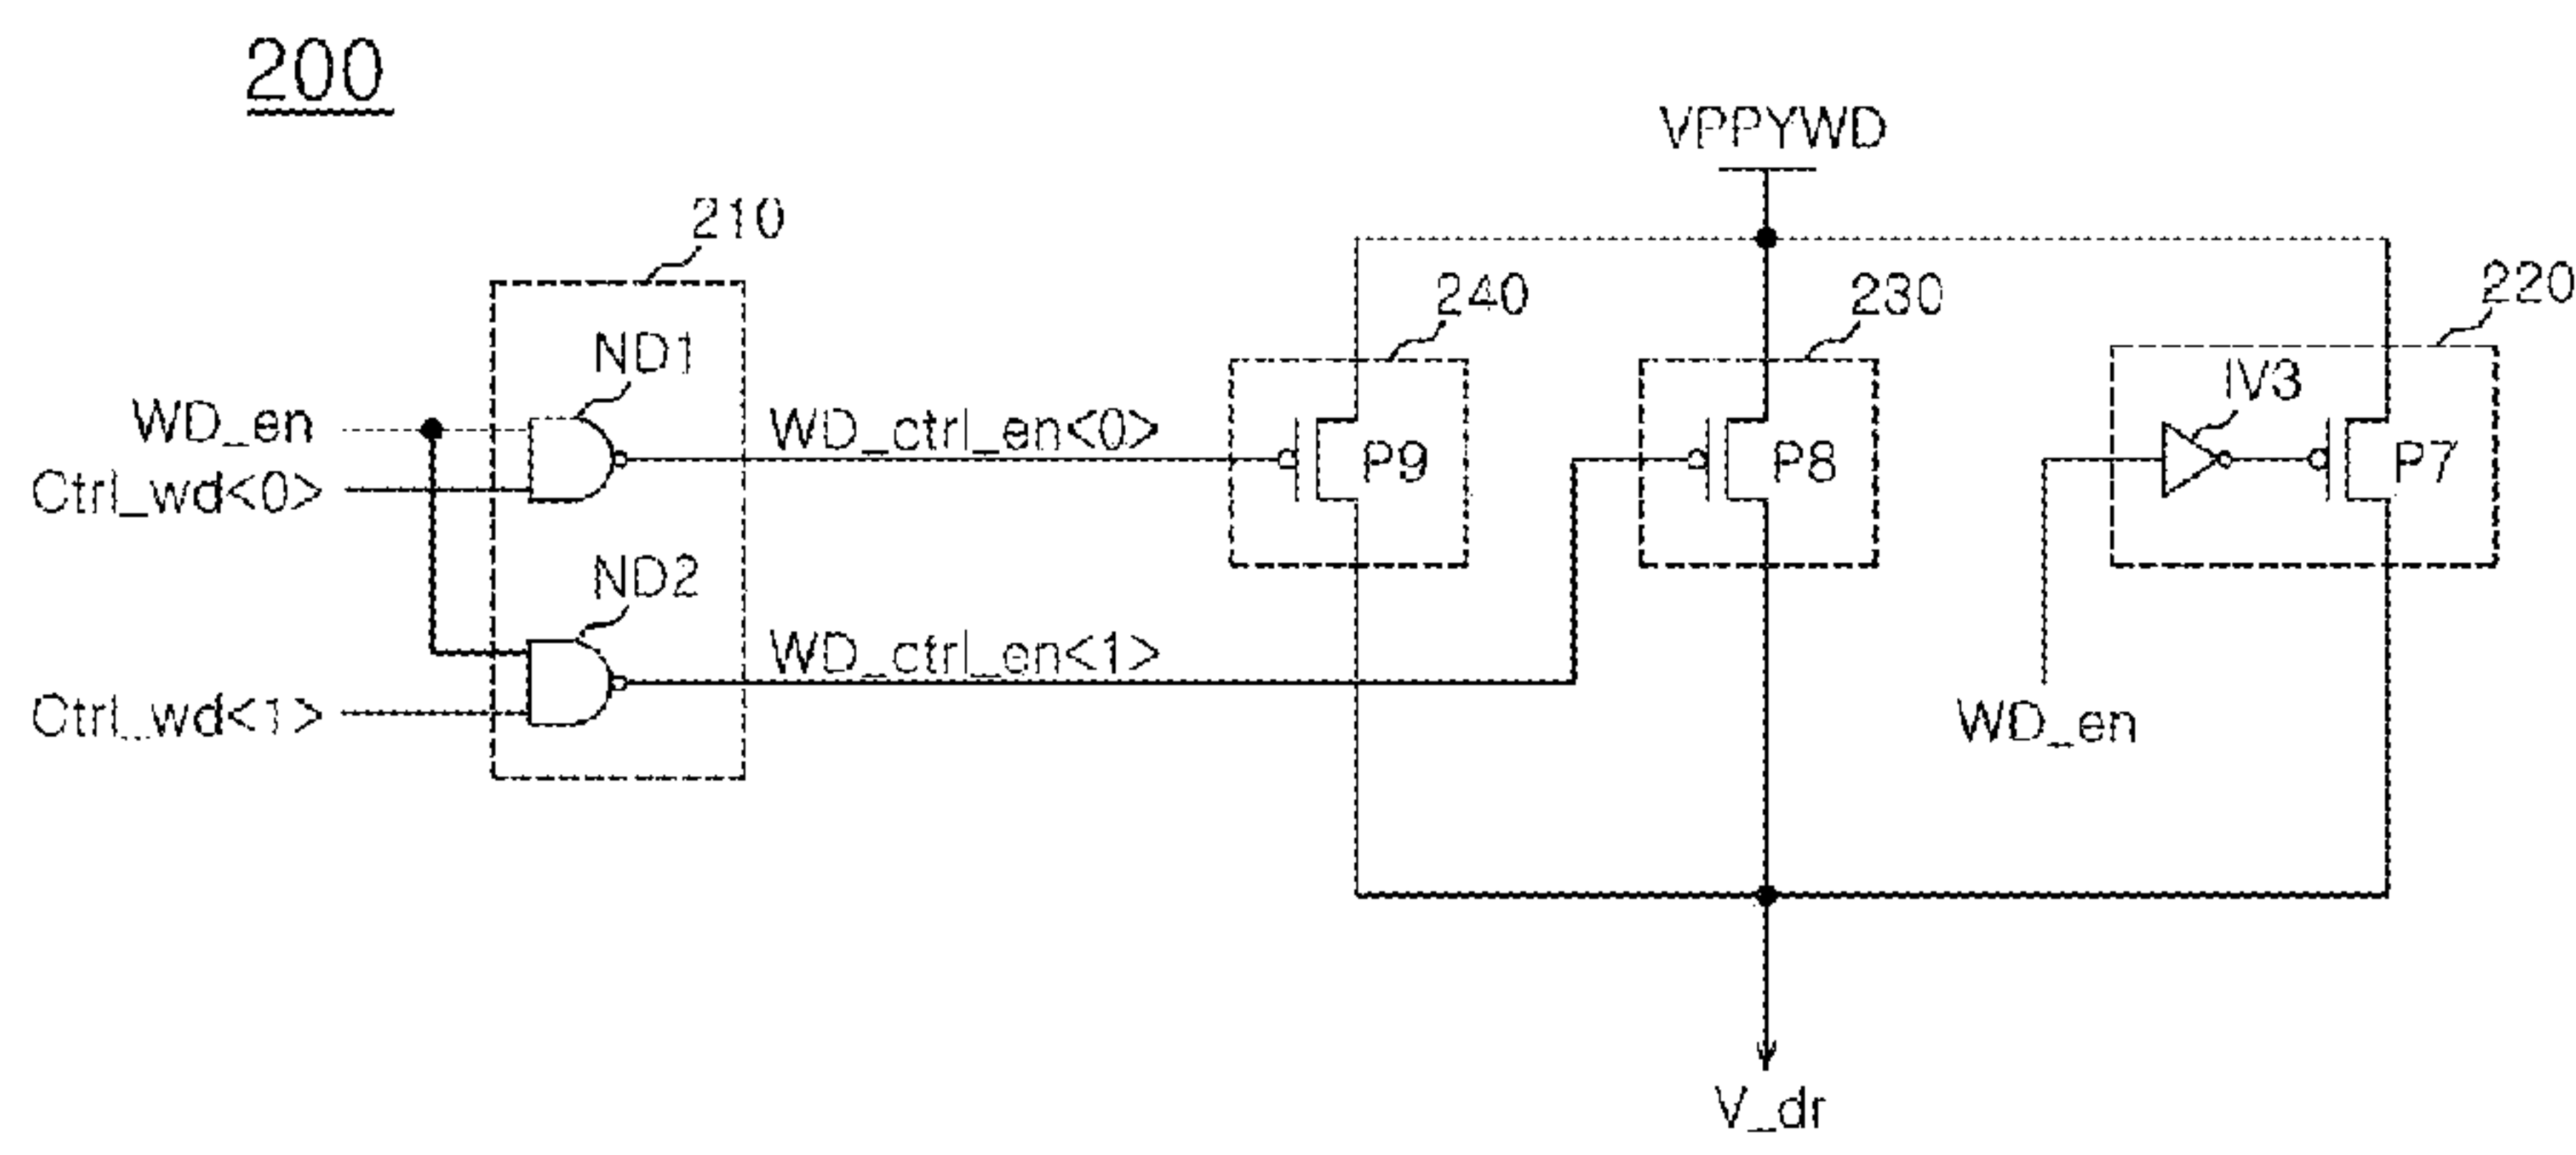 200
VPPYWD
210
240
230
220
ND1
IV3
WD_en
WD_ctrl_en<0>
P9
P8
P7
Ctrl_wd<0>
ND2
WD_ctrl_en<1>
Ctrl_wd<1>
WD_en
V_dr